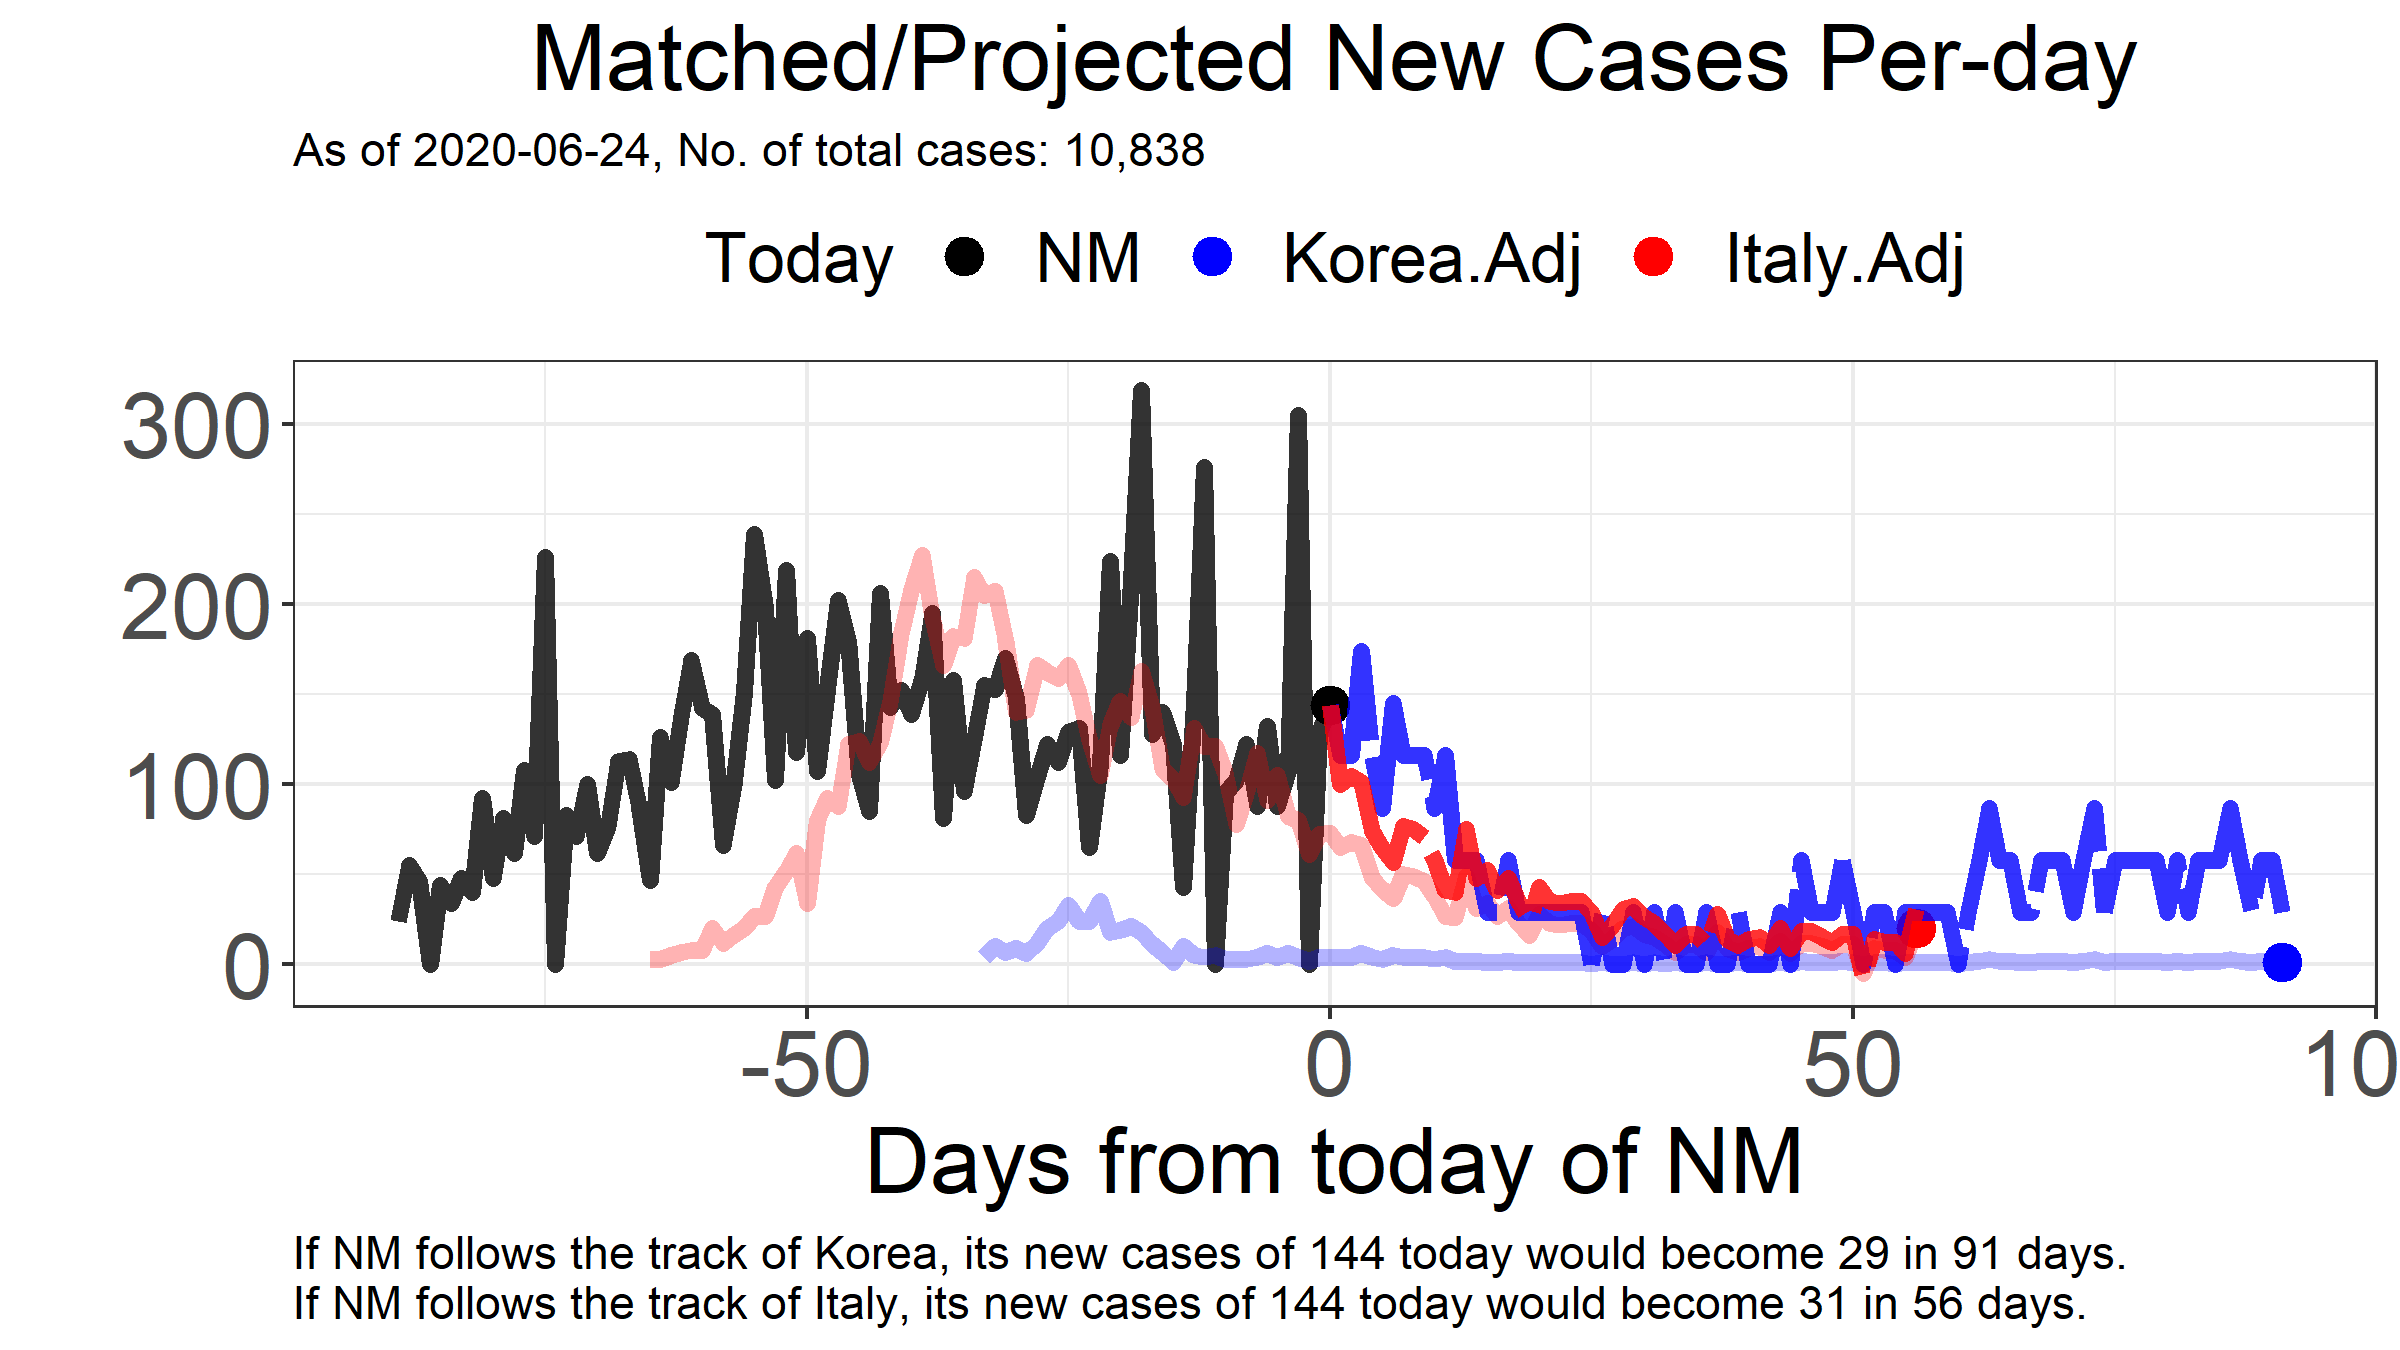 Matched/Projected New Cases Per-day
As of 2020-06-24, No. of total cases: 10,838
Today NM Korea.Adj Italy.Adj
300
200
100
0
-50 0 50 10
Days from today of NM
If NM follows the track of Korea, its new cases of 144 today would become 29 in 91 days.
If NM follows the track of Italy, its new cases of 144 today would become 31 in 56 days.